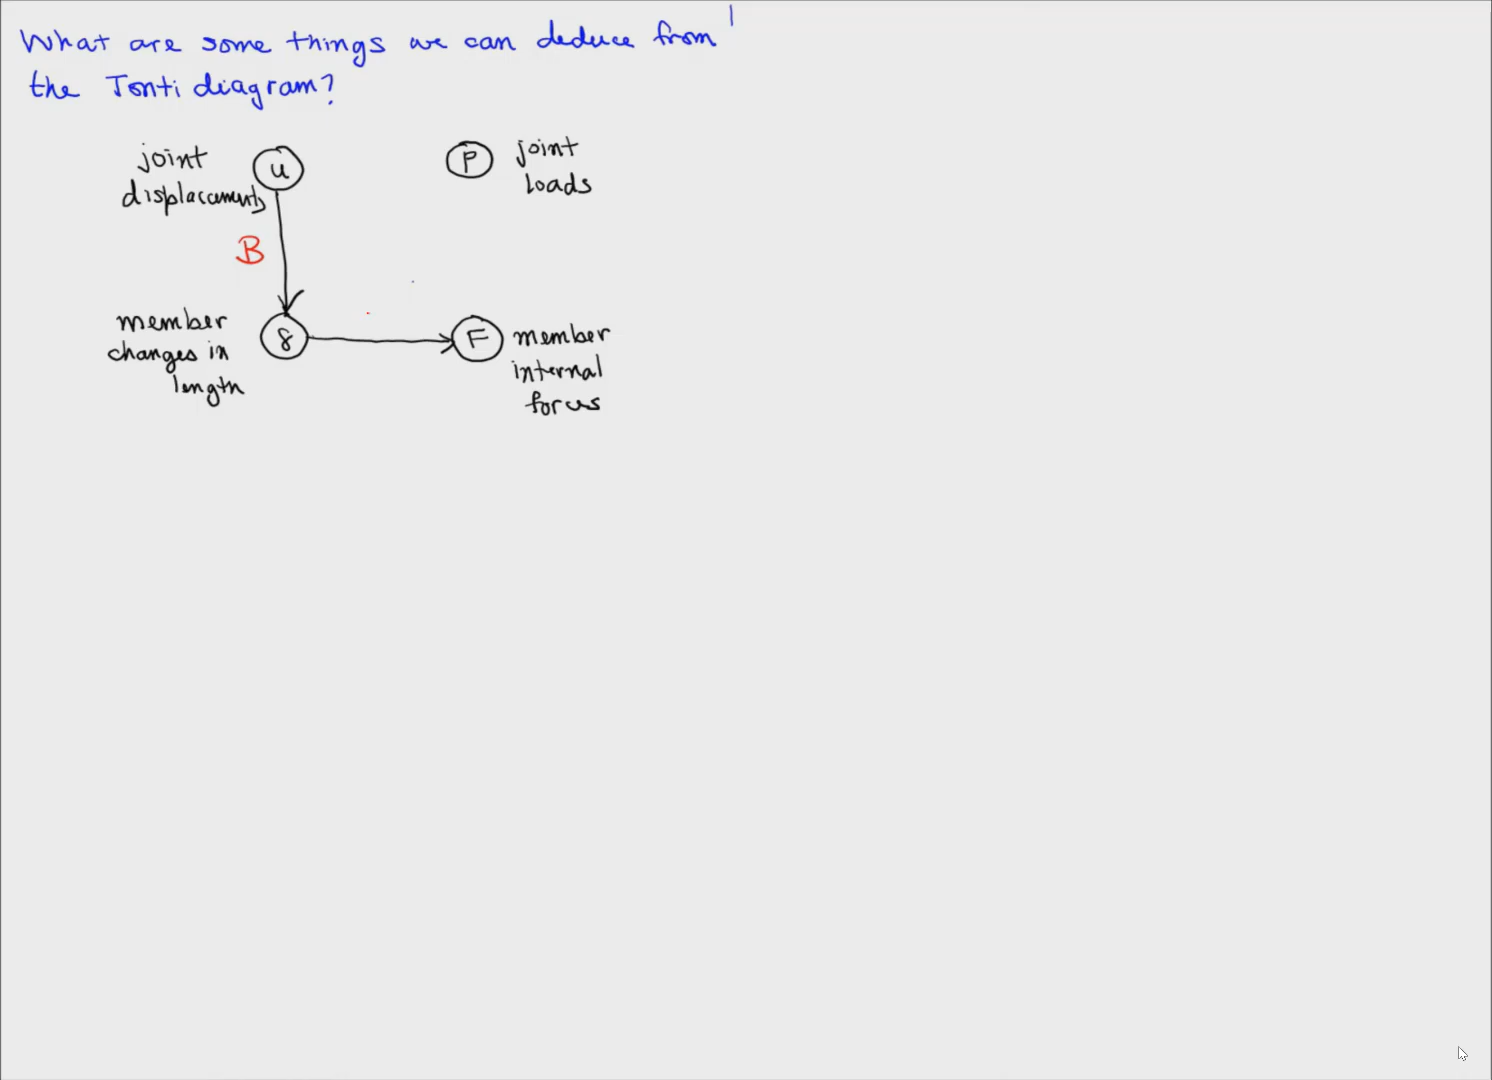 What are some things we can deduce from
the Tonti diagram?
joint
displacements
u
P
joint
loads
B
member
changes in
length
δ
F
member
internal
forces